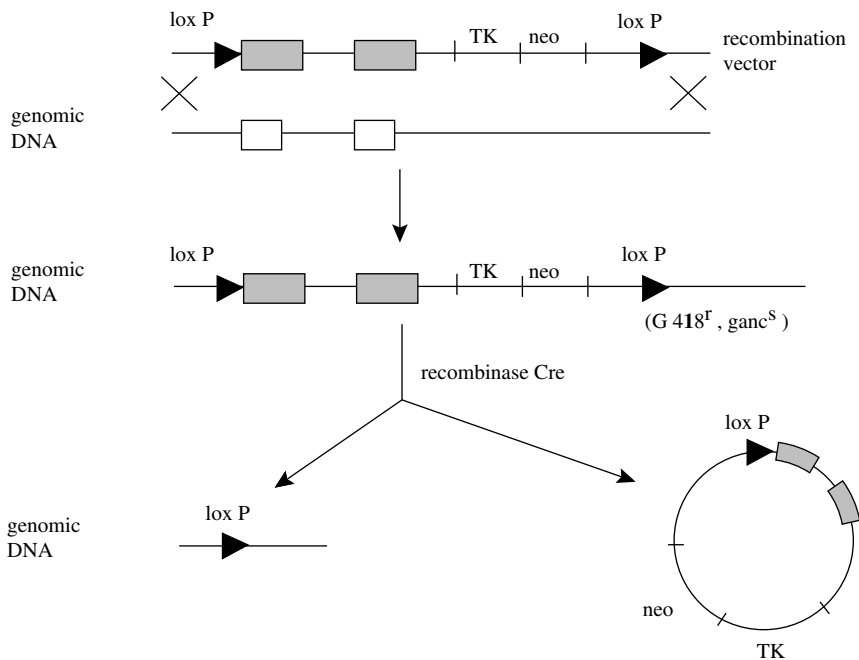 lox P
TK
neo
lox P
recombination
vector
genomic
DNA
lox P
TK
neo
lox P
genomic
DNA
(G 418r , gancs )
recombinase Cre
lox P
lox P
genomic
DNA
neo
TK